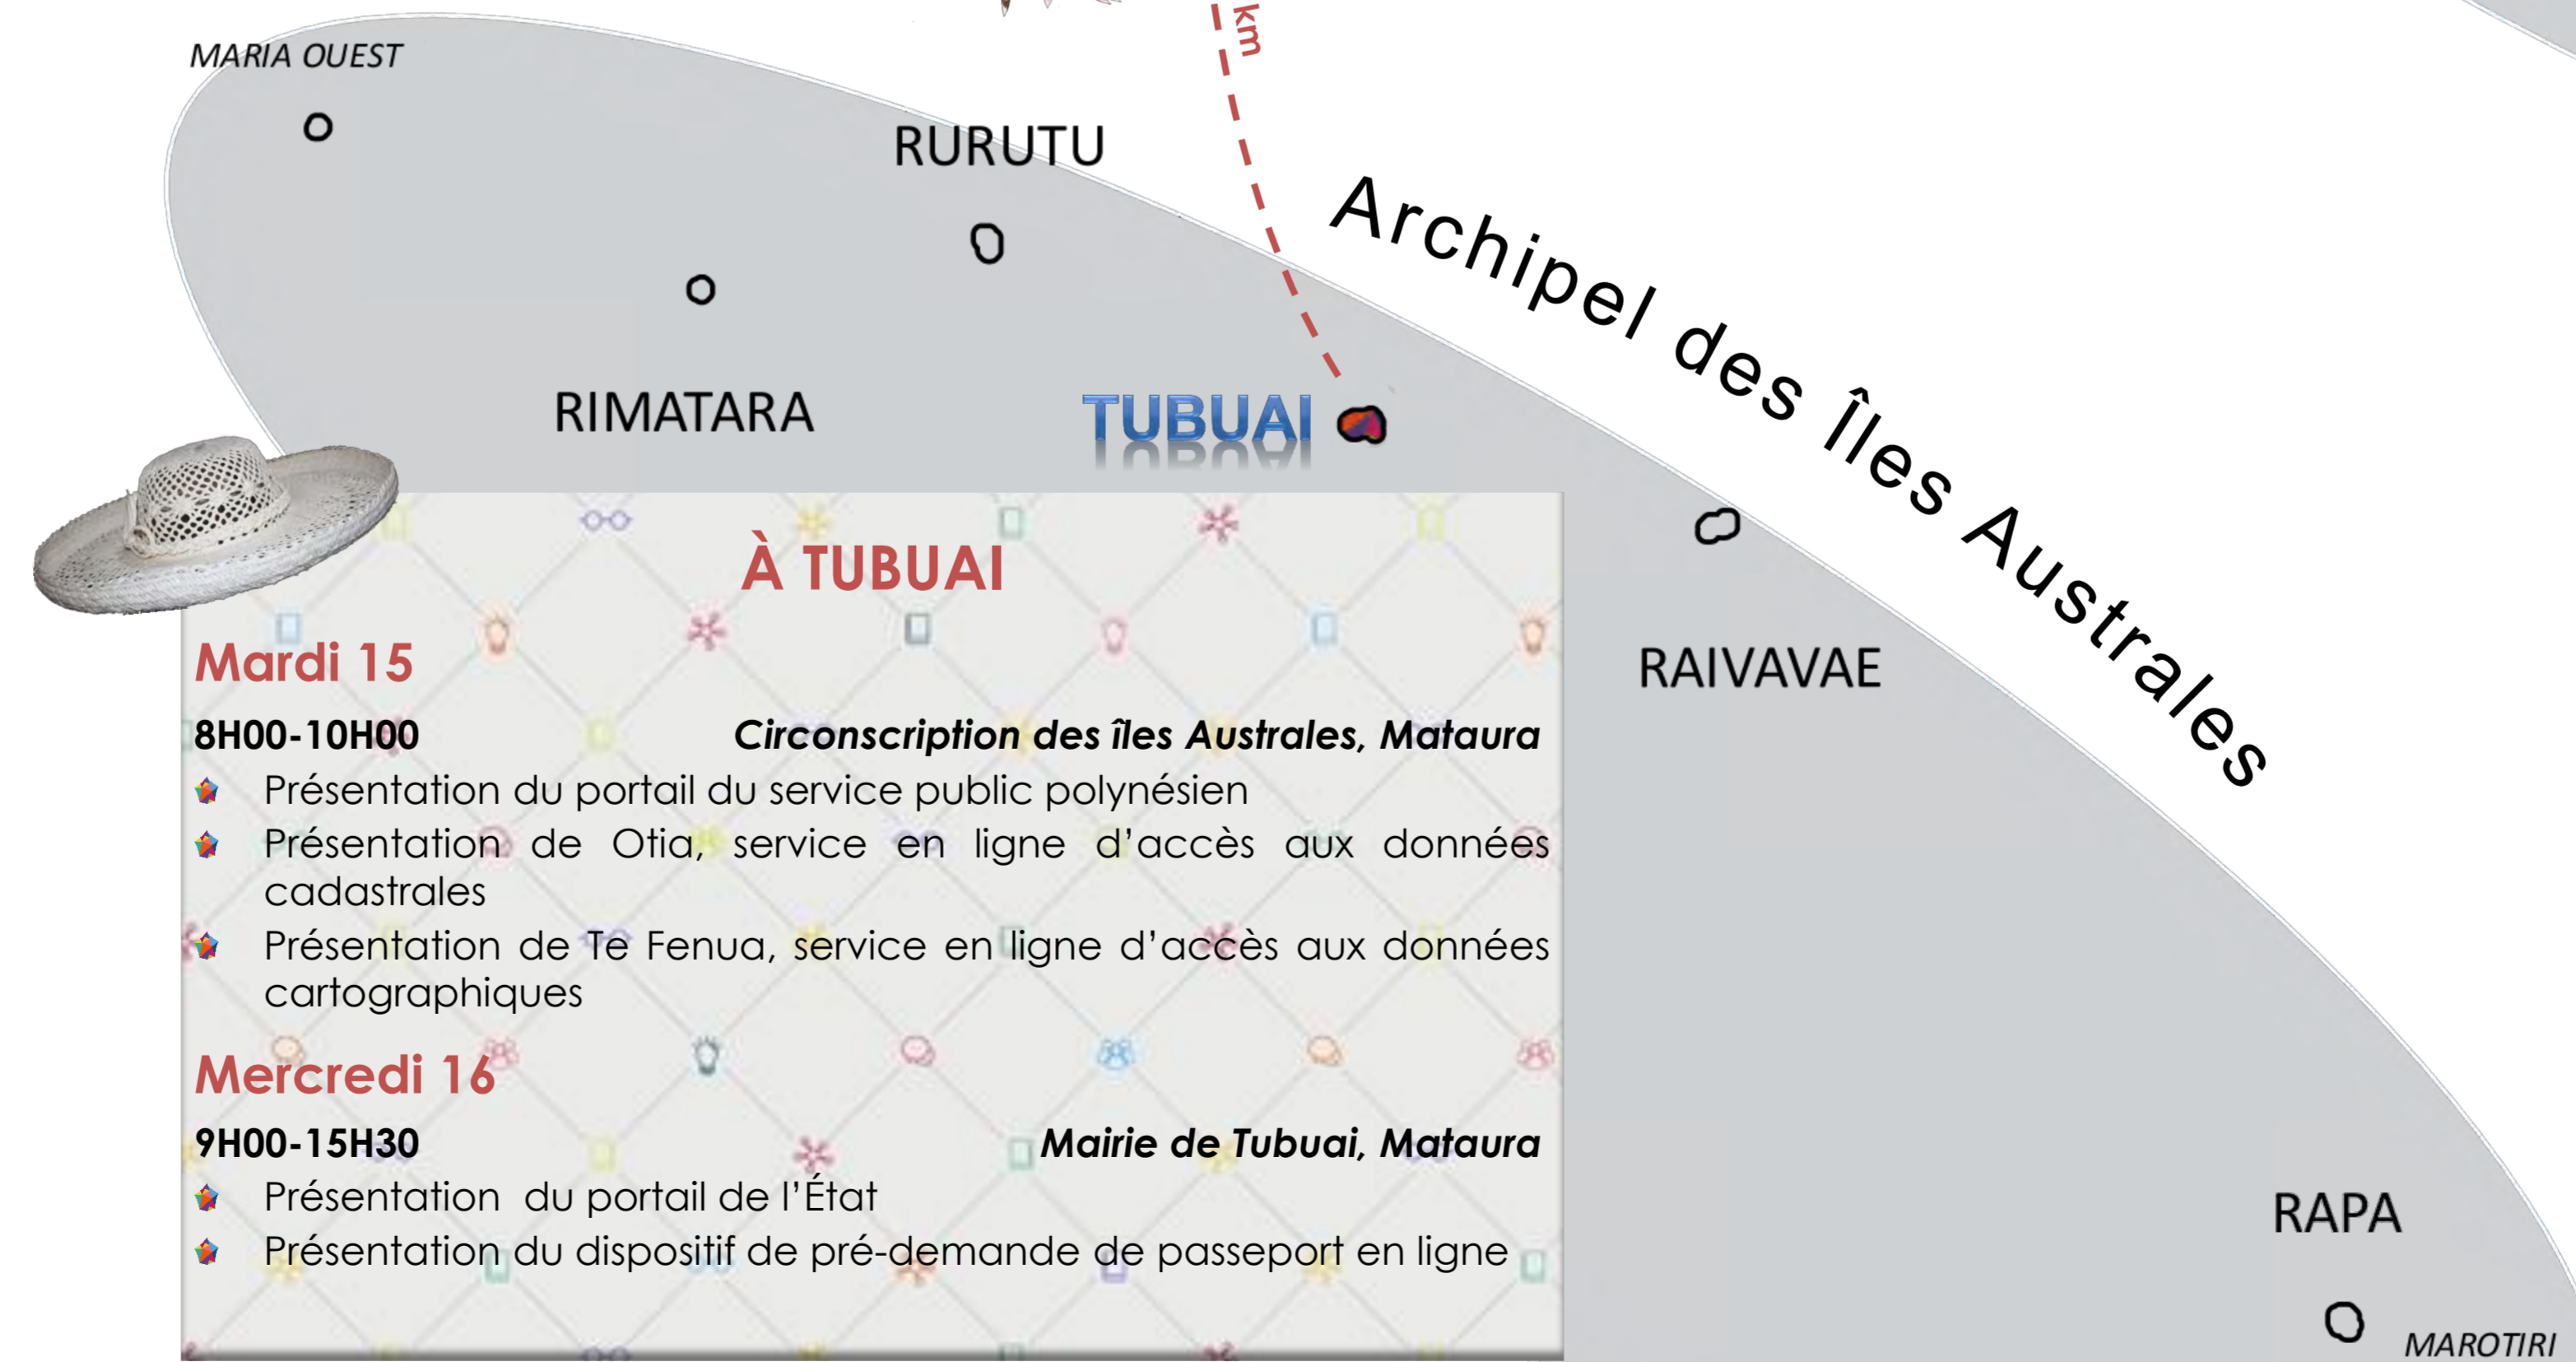 km
MARIA OUEST
RURUTU
Archipel des Îles Australes
RIMATARA
TUBUAI
À TUBUAI
Mardi 15
RAIVAVAE
8H00-10H00 Circonscription des îles Australes, Mataura
Présentation du portail du service public polynésien
Présentation de Otia, service en ligne d'accès aux données
cadastrales
Présentation de Te Fenua, service en ligne d'accès aux données
cartographiques
Mercredi 16
9H00-15H30 Mairie de Tubuai, Mataura
Présentation du portail de l'État
Présentation du dispositif de pré-demande de passeport en ligne
RAPA
MAROTIRI